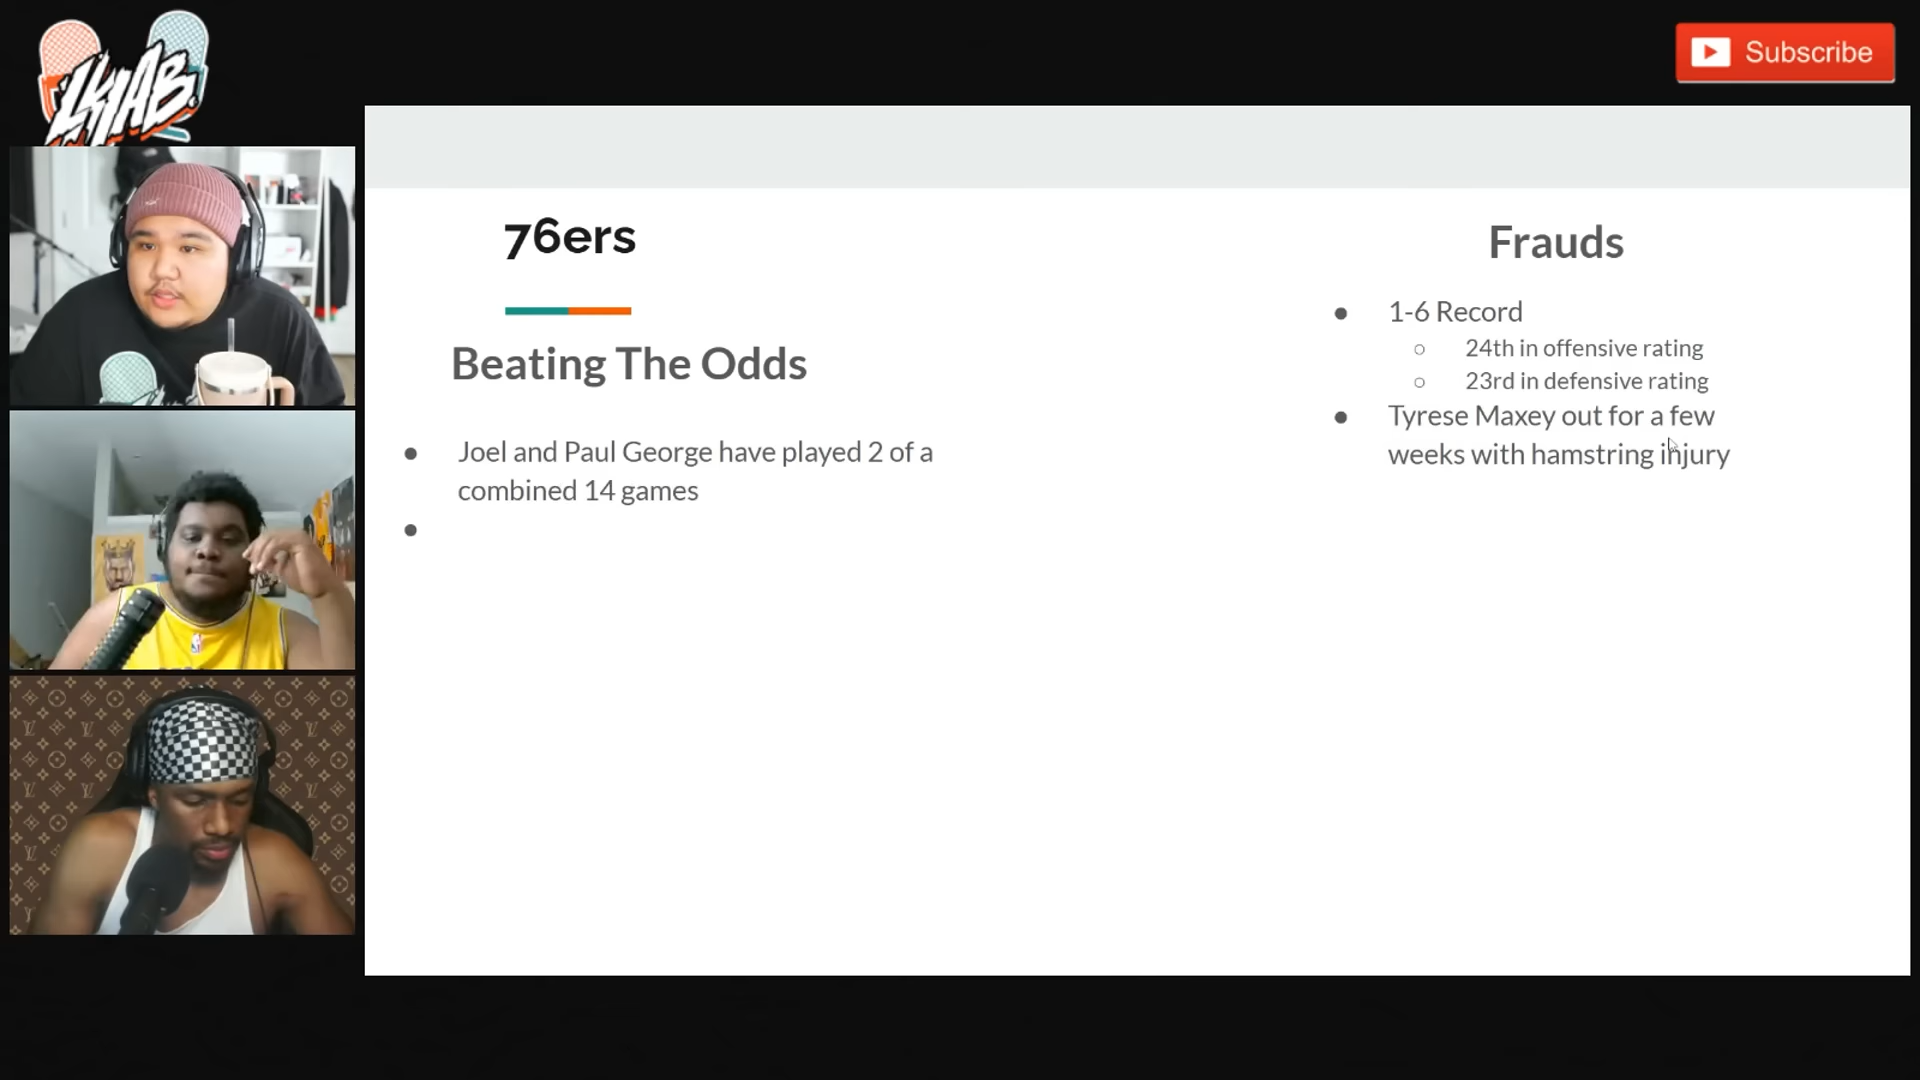 LKIAB
Subscribe
76ers
Beating The Odds
Joel and Paul George have played 2 of a
combined 14 games
Frauds
1-6 Record
24th in offensive rating
23rd in defensive rating
Tyrese Maxey out for a few
weeks with hamstring injury